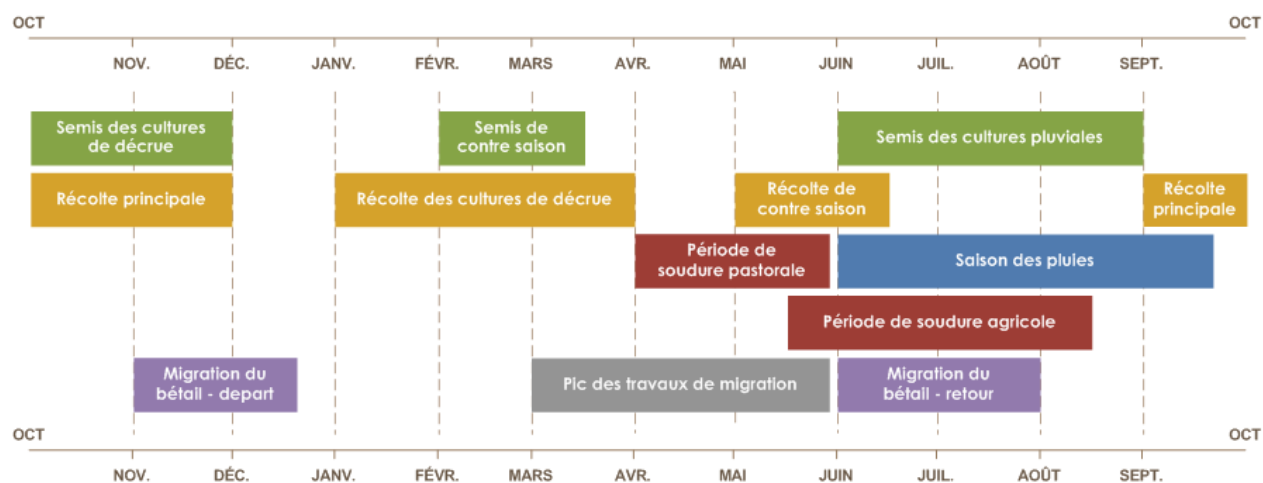 OCT
OCT
NOV.
DÉC.
JANV.
FÉVR.
MARS
AVR.
MAI
JUIN
JUIL.
AOÛT
SEPT.
Semis des cultures
de décrue
Semis de
contre saison
Semis des cultures pluviales
Récolte principale
Récolte des cultures de décrue
Récolte de
contre saison
Récolte
principale
Période de
soudure pastorale
Saison des pluies
Période de soudure agricole
Migration du
bétail - depart
Pic des travaux de migration
Migration du
bétail - retour
OCT
OCT
NOV.
DÉC.
JANV.
FÉVR.
MARS
AVR.
MAI
JUIN
JUIL.
AOÛT
SEPT.